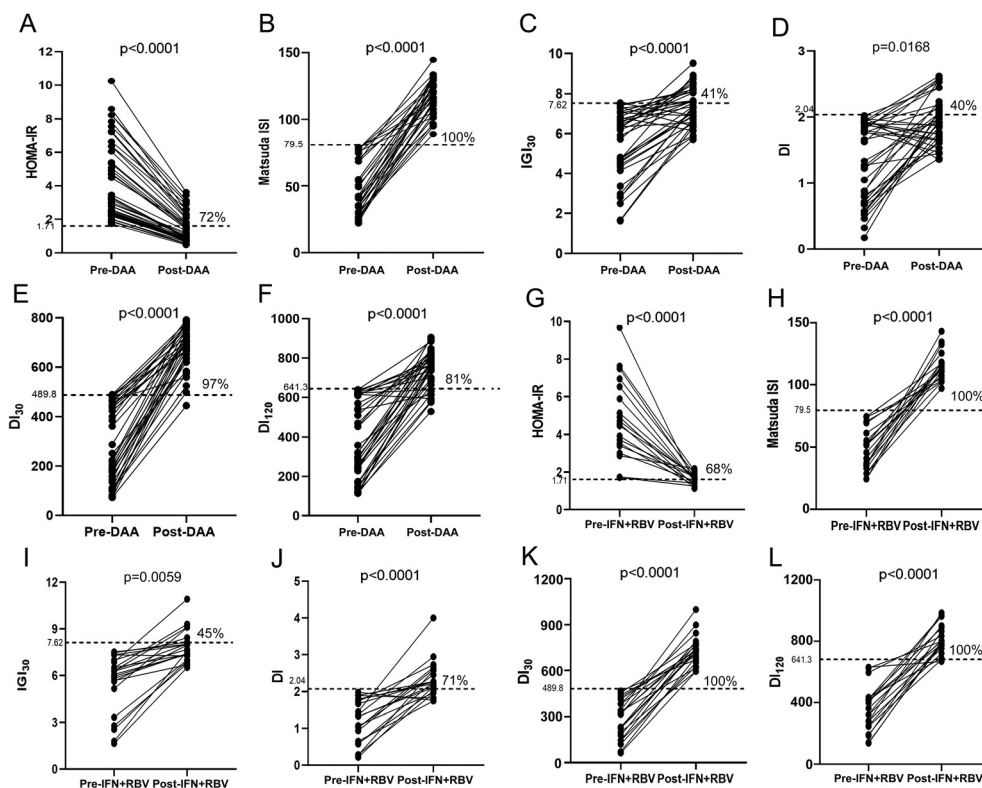 A
p<0.0001
HOMA-IR
12
10
8
6
4
2
1.71
0
72%
Pre-DAA
Post-DAA
B
p<0.0001
Matsuda ISI
150
100
79.5
50
0
100%
Pre-DAA
Post-DAA
C
p<0.0001
IGI30
10
8
7.62
6
4
2
0
41%
Pre-DAA
Post-DAA
D
p=0.0168
DI
3
2.04
2
1
0
40%
Pre-DAA
Post-DAA
E
p<0.0001
DI30
800
600
489.8
400
200
0
97%
Pre-DAA
Post-DAA
F
p<0.0001
DI120
1000
800
641.3
600
400
200
0
81%
Pre-DAA
Post-DAA
G
p<0.0001
HOMA-IR
10
8
6
4
2
1.71
0
68%
Pre-IFN+RBV
Post-IFN+RBV
H
p<0.0001
Matsuda ISI
150
100
79.5
50
0
100%
Pre-IFN+RBV
Post-IFN+RBV
I
p=0.0059
IGI30
12
9
7.62
6
3
0
45%
Pre-IFN+RBV
Post-IFN+RBV
J
p<0.0001
DI
5
4
3
2.04
2
1
0
71%
Pre-IFN+RBV
Post-IFN+RBV
K
p<0.0001
DI30
1200
900
600
489.8
300
0
100%
Pre-IFN+RBV
Post-IFN+RBV
L
p<0.0001
DI120
1200
800
641.3
400
0
100%
Pre-IFN+RBV
Post-IFN+RBV